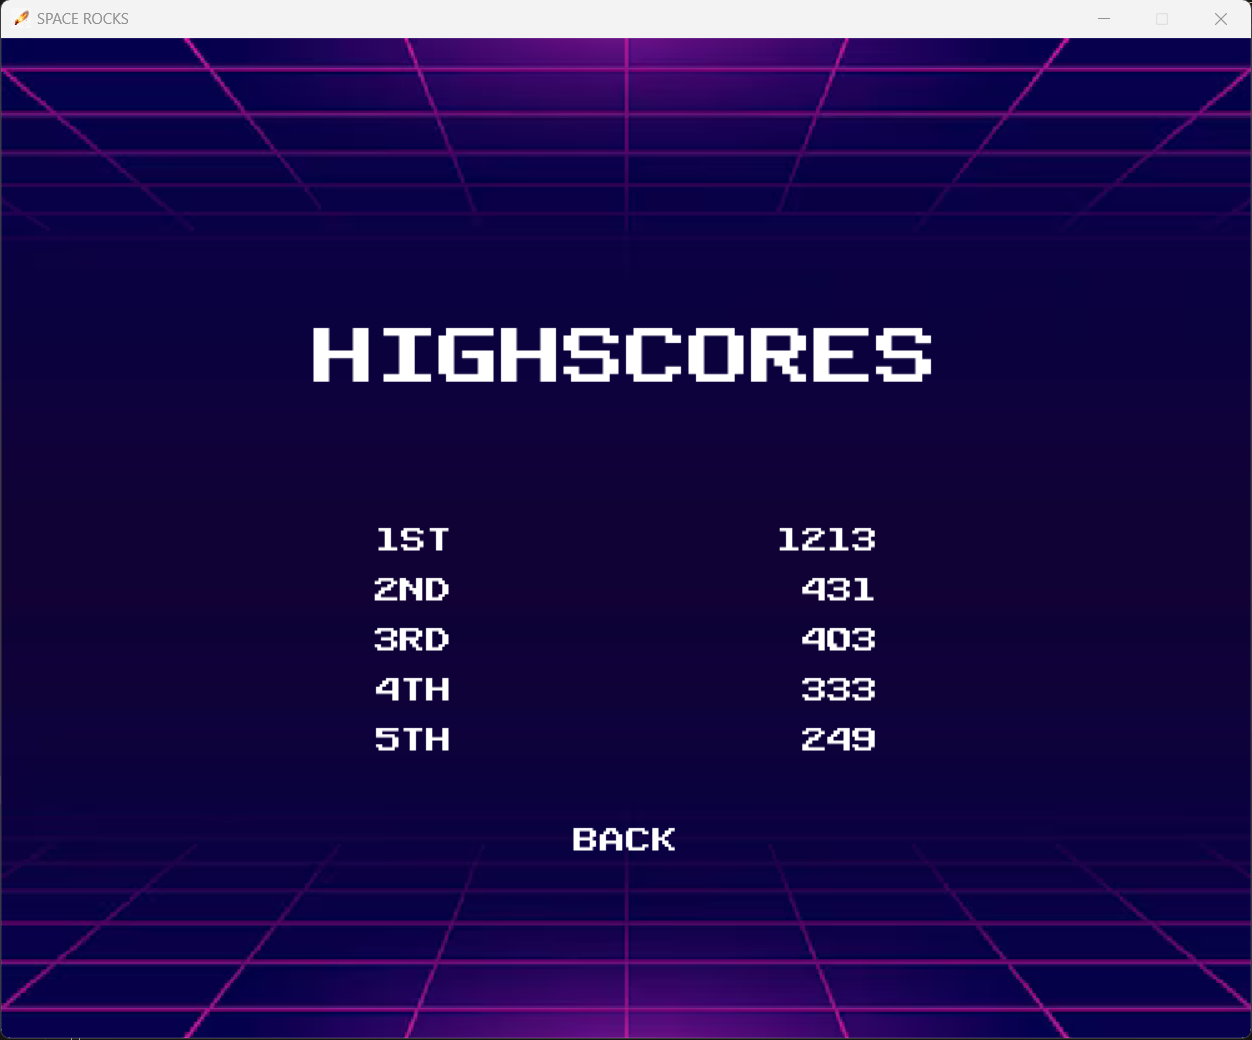 SPACE ROCKS
HIGHSCORES
1ST 1213
2ND 431
3RD 403
4TH 333
5TH 249
BACK